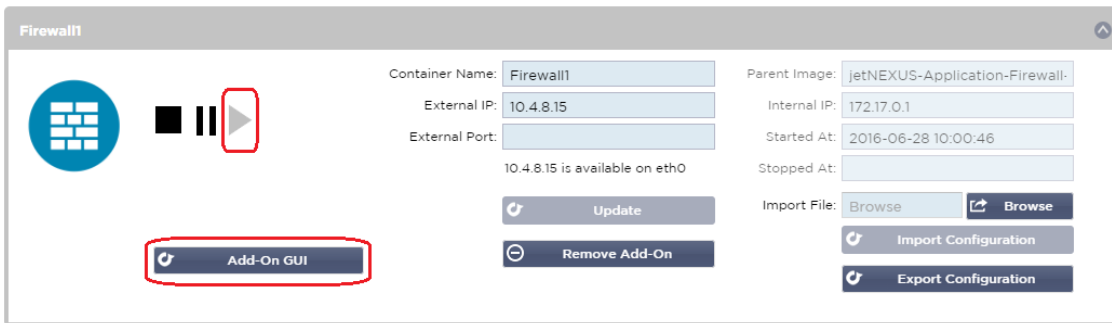 Firewall1
Container Name: Firewall1
External IP: 10.4.8.15
External Port:
10.4.8.15 is available on eth0
Update
Remove Add-On
Add-On GUI
Parent Image: jetNEXUS-Application-Firewall-
Internal IP: 172.17.0.1
Started At: 2016-06-28 10:00:46
Stopped At:
Import File: Browse Browse
Import Configuration
Export Configuration